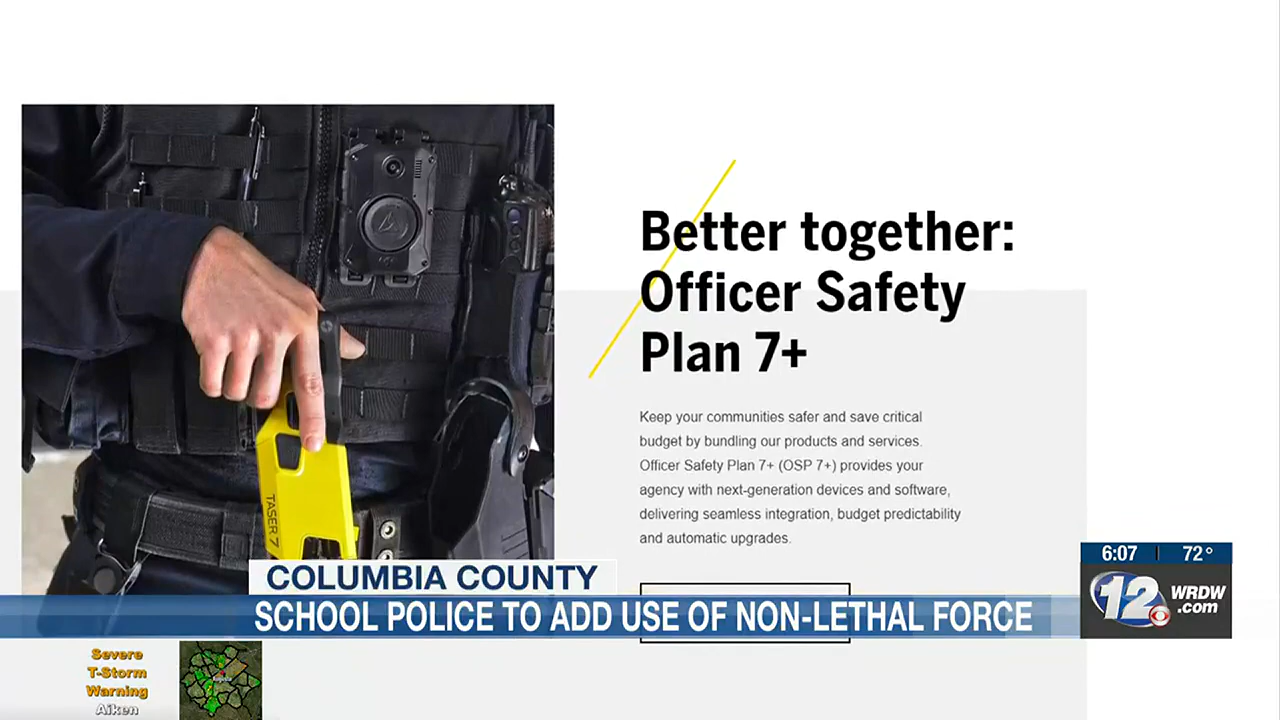 Better together:
Officer Safety
Plan 7+
Keep your communities safer and save critical
budget by bundling our products and services.
Officer Safety Plan 7+ (OSP 7+) provides your
agency with next-generation devices and software,
delivering seamless integration, budget predictability
and automatic upgrades.
TASER 7
COLUMBIA COUNTY
SCHOOL POLICE TO ADD USE OF NON-LETHAL FORCE
6:07 72°
12 WRDW
.com
Severe
T-Storm
Warning
Aiken
Augusta